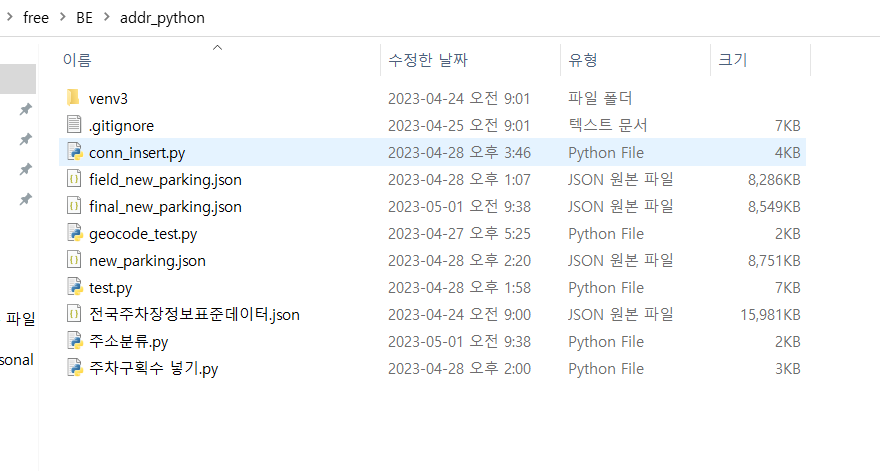 free > BE > addr_python
이름 수정한 날짜 유형 크기
venv3 2023-04-24 오전 9:01 파일 폴더
.gitignore 2023-04-25 오전 9:01 텍스트 문서 7KB
conn_insert.py 2023-04-28 오후 3:46 Python File 4KB
field_new_parking.json 2023-04-28 오후 1:07 JSON 원본 파일 8,286KB
final_new_parking.json 2023-05-01 오전 9:38 JSON 원본 파일 8,549KB
geocode_test.py 2023-04-27 오후 5:25 Python File 2KB
new_parking.json 2023-04-28 오후 2:20 JSON 원본 파일 8,751KB
test.py 2023-04-28 오후 1:58 Python File 7KB
파일 전국주차장정보표준데이터.json 2023-04-24 오전 9:00 JSON 원본 파일 15,981KB
주소분류.py 2023-05-01 오전 9:38 Python File 2KB
sonal 주차구획수 넣기.py 2023-04-28 오후 2:00 Python File 3KB